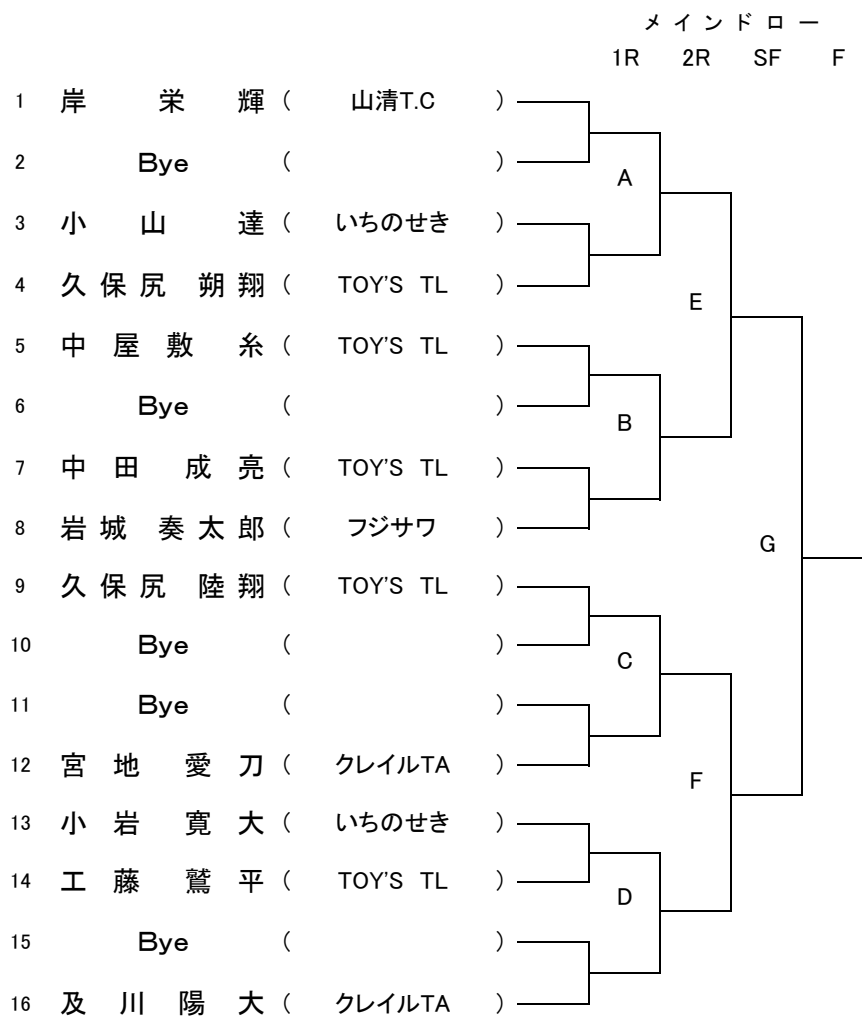 メインドロー
1R 2R SF F
1 岸 栄 輝 ( 山清T.C )
2 Bye ( )
A
3 小 山 達 ( いちのせき )
4 久保尻 朔翔 ( TOY'S TL )
E
5 中屋敷 糸 ( TOY'S TL )
6 Bye ( )
B
7 中田 成亮 ( TOY'S TL )
8 岩城 奏太郎 ( フジサワ )
G
9 久保尻 陸翔 ( TOY'S TL )
10 Bye ( )
C
11 Bye ( )
12 宮地 愛刀 ( クレイルTA )
F
13 小岩 寛大 ( いちのせき )
14 工藤 鷲平 ( TOY'S TL )
D
15 Bye ( )
16 及川陽大 ( クレイルTA )